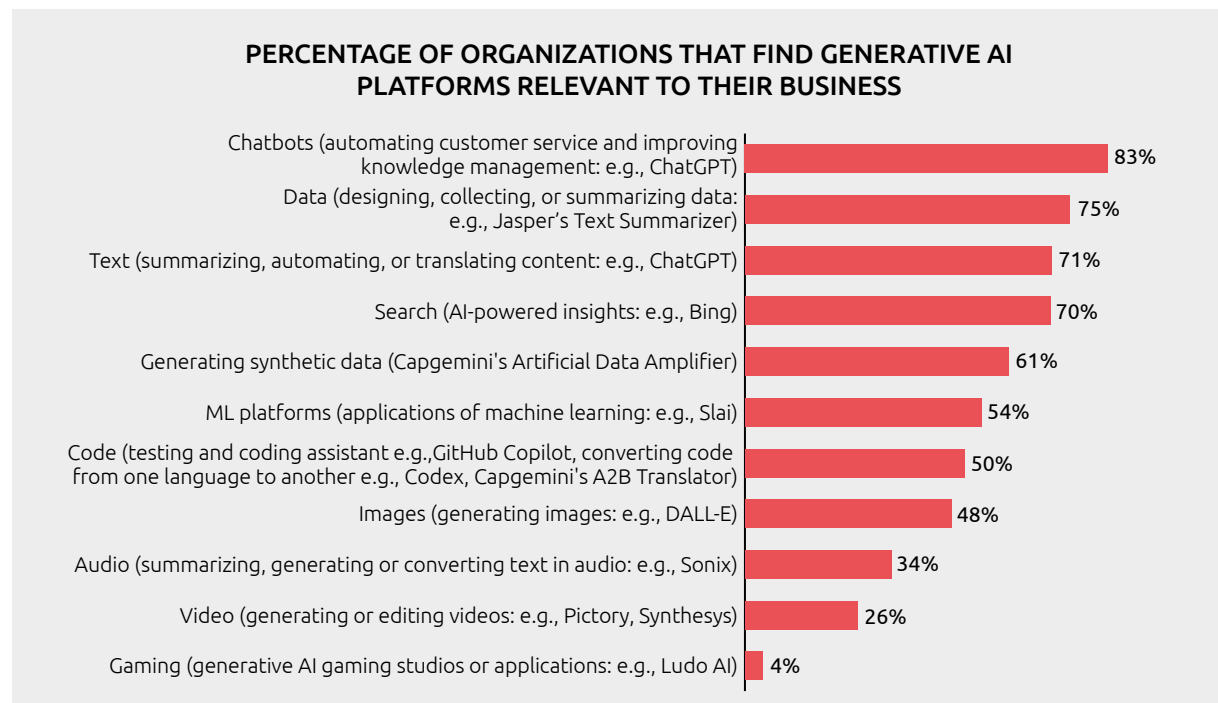 PERCENTAGE OF ORGANIZATIONS THAT FIND GENERATIVE AI
PLATFORMS RELEVANT TO THEIR BUSINESS
Chatbots (automating customer service and improving
knowledge management: e.g., ChatGPT)
83%
Data (designing, collecting, or summarizing data:
e.g., Jasper’s Text Summarizer)
75%
Text (summarizing, automating, or translating content: e.g., ChatGPT)
71%
Search (AI-powered insights: e.g., Bing)
70%
Generating synthetic data (Capgemini's Artificial Data Amplifier)
61%
ML platforms (applications of machine learning: e.g., Slai)
54%
Code (testing and coding assistant e.g.,GitHub Copilot, converting code
from one language to another e.g., Codex, Capgemini's A2B Translator)
50%
Images (generating images: e.g., DALL-E)
48%
Audio (summarizing, generating or converting text in audio: e.g., Sonix)
34%
Video (generating or editing videos: e.g., Pictory, Synthesys)
26%
Gaming (generative AI gaming studios or applications: e.g., Ludo AI)
4%